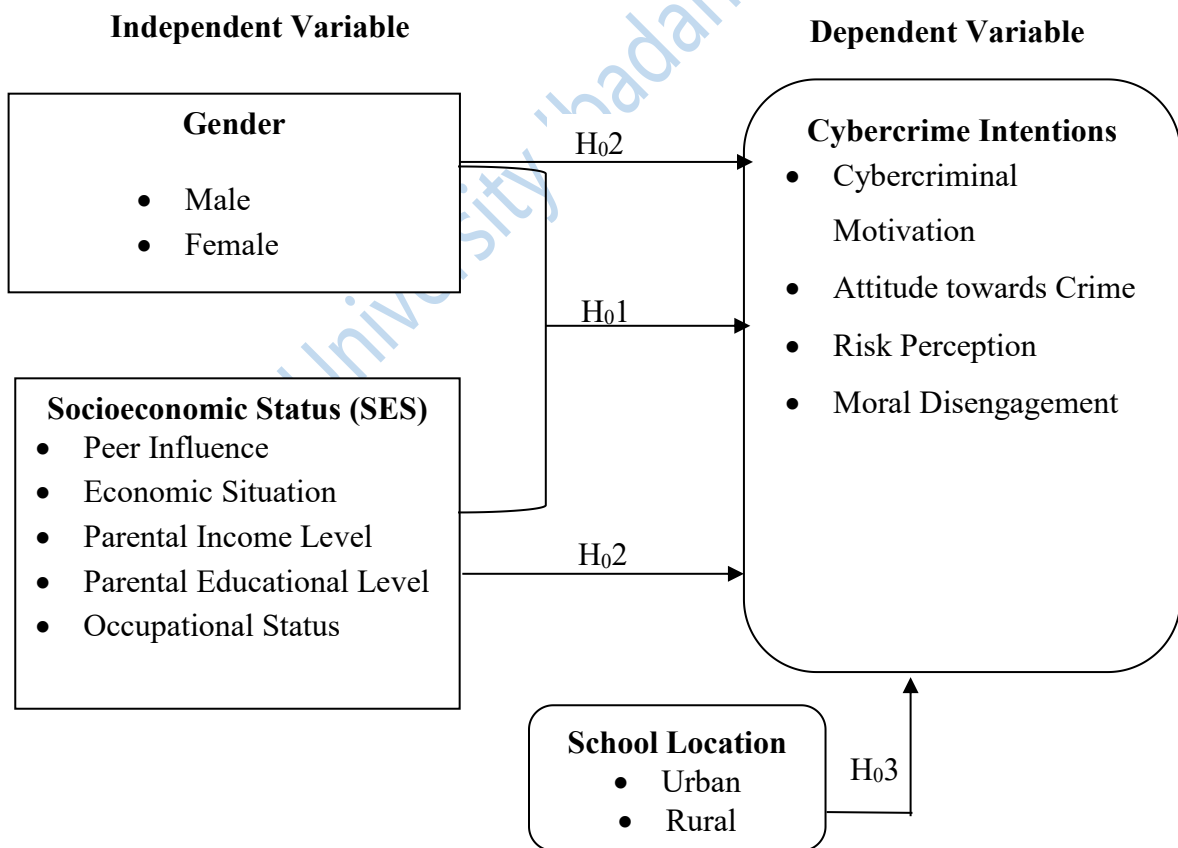 Independent Variable
Dependent Variable
Gender
• Male
• Female
H₀2
Cybercrime Intentions
• Cybercriminal
Motivation
• Attitude towards Crime
• Risk Perception
• Moral Disengagement
H₀1
Socioeconomic Status (SES)
• Peer Influence
• Economic Situation
• Parental Income Level
• Parental Educational Level
• Occupational Status
H₀2
School Location
• Urban
• Rural
H₀3
University Ibadan